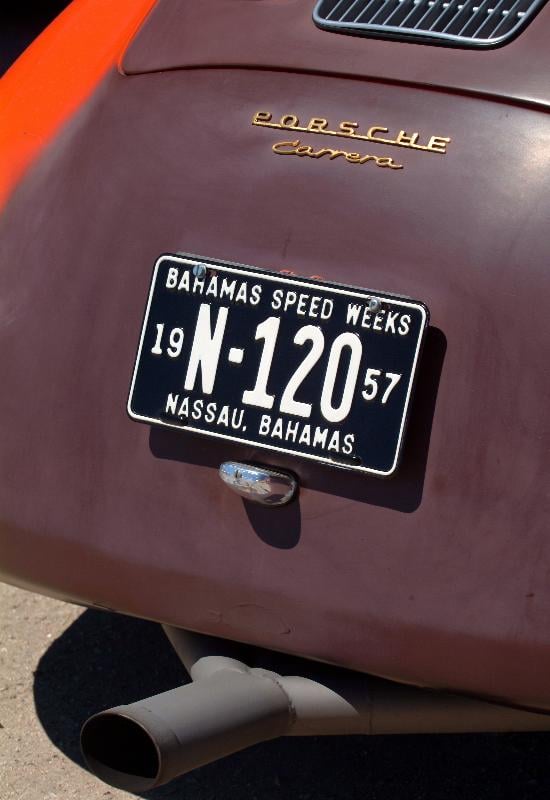 PORSCHE
Carrera
BAHAMAS SPEED WEEKS
19 N-120 57
NASSAU, BAHAMAS